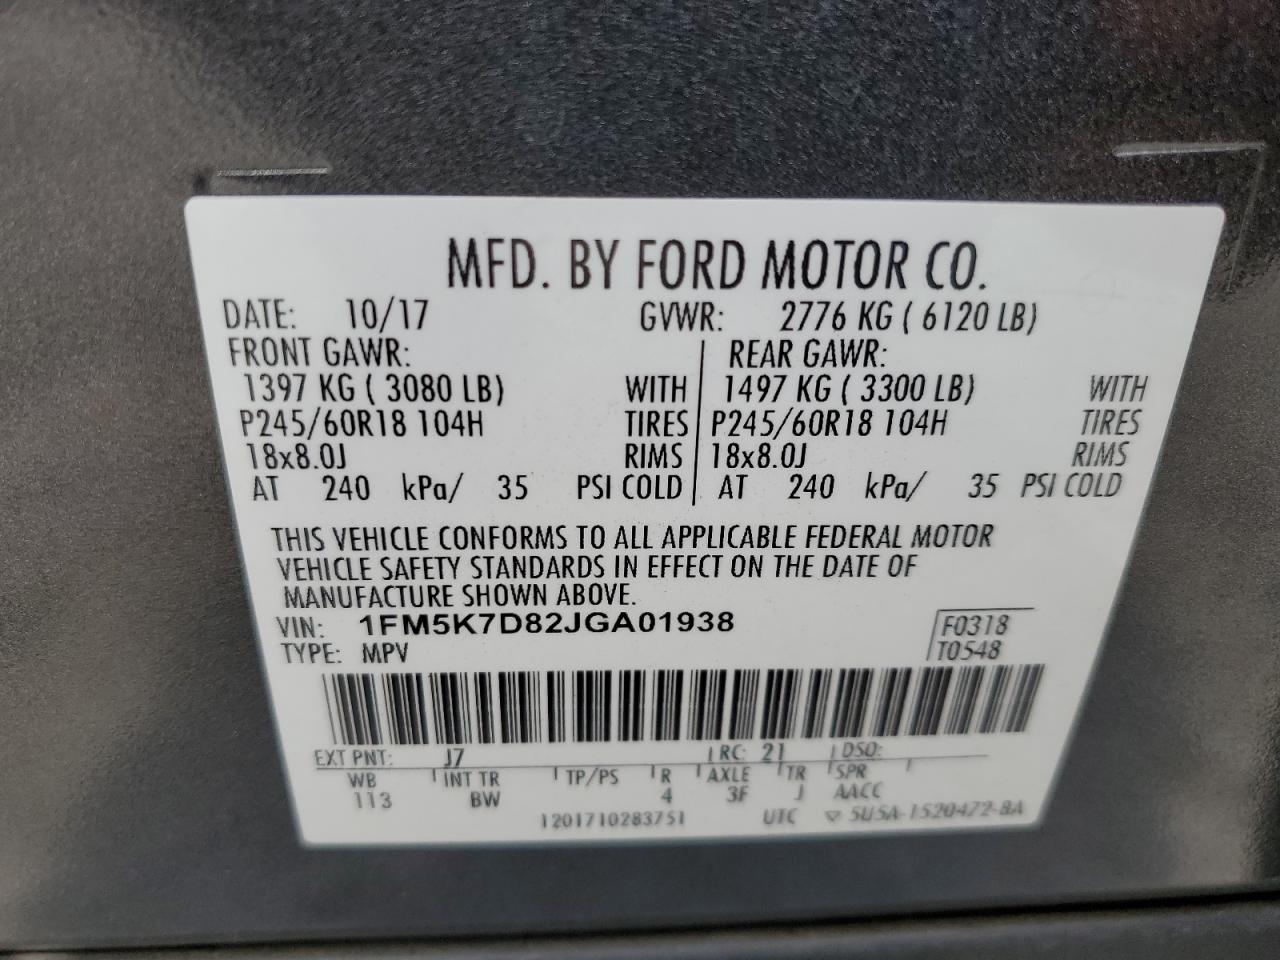 MFD. BY FORD MOTOR CO.
DATE: 10/17 GVWR: 2776 KG ( 6120 LB)
FRONT GAWR: REAR GAWR:
1397 KG ( 3080 LB) WITH 1497 KG ( 3300 LB) WITH
P245/60R18 104H TIRES P245/60R18 104H TIRES
18x8.0J RIMS 18x8.0J RIMS
AT 240 kPa/ 35 PSI COLD AT 240 kPa/ 35 PSI COLD
THIS VEHICLE CONFORMS TO ALL APPLICABLE FEDERAL MOTOR
VEHICLE SAFETY STANDARDS IN EFFECT ON THE DATE OF
MANUFACTURE SHOWN ABOVE.
VIN: 1FM5K7D82JGA01938 F0318
TYPE: MPV T0548
EXT PNT: J7 RC: 21 DSO:
WB INT TR TP/PS R AXLE TR SPR
113 BW 4 3F J AACC
1201710283751 UTC ▽ 5U5A-1520472-BA